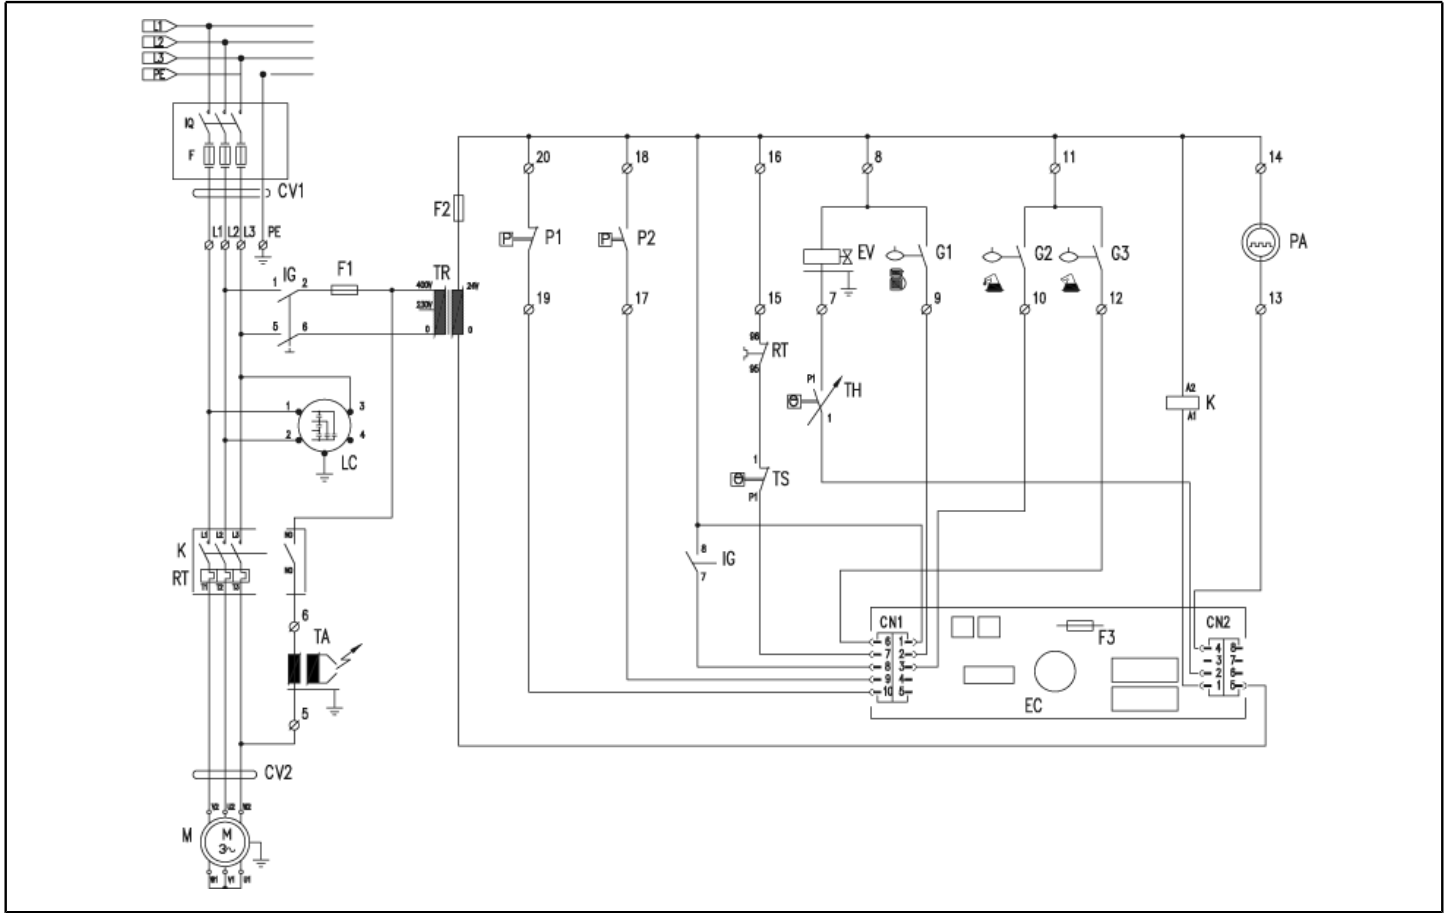 L1
L2
L3
PE
IQ
F
CV1
L1 L2 L3 PE
IG
1 2
5 6
F1
TR
400V
230V
0
24V
0
F2
1 3
2 4
LC
K
L1 L2 L3
NO
RT
T1 T2 T3
NO
6
TA
5
CV2
V2 U2 W2
M
M
3~
W1 V1 U1
20 18 16 8 11 14
P P1
P P2
EV
G1
G2
G3
PA
19 17 15 7 9 10 12 13
96
RT
95
P1
Θ TH
1
1
Θ TS
P1
A2
K
A1
8
IG
7
CN1
6 1
7 2
8 3
9 4
10 5
F3
EC
CN2
4 8
3 7
2 6
1 5